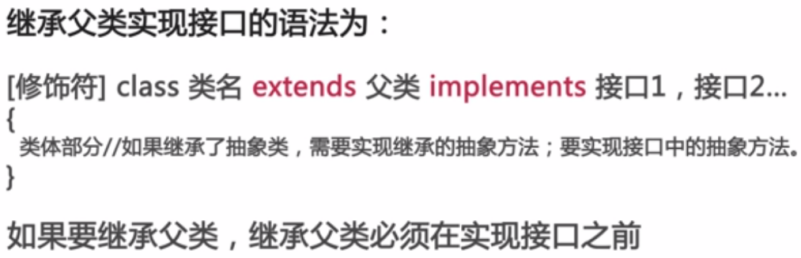 继承父类实现接口的语法为：
[修饰符] class 类名 extends 父类 implements 接口1，接口2...
{
类体部分//如果继承了抽象类，需要实现继承的抽象方法；要实现接口中的抽象方法。
}
如果要继承父类，继承父类必须在实现接口之前